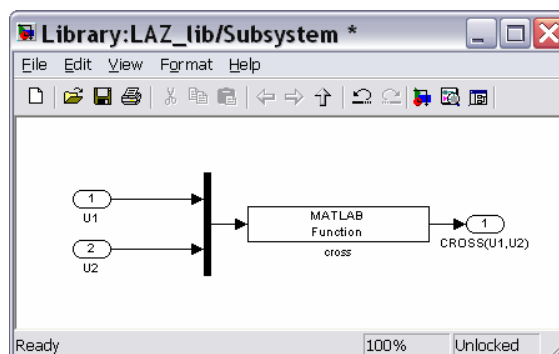 Library:LAZ_lib/Subsystem *
File Edit View Format Help
1
U1
2
U2
MATLAB
Function
cross
1
CROSS(U1,U2)
Ready 100% Unlocked